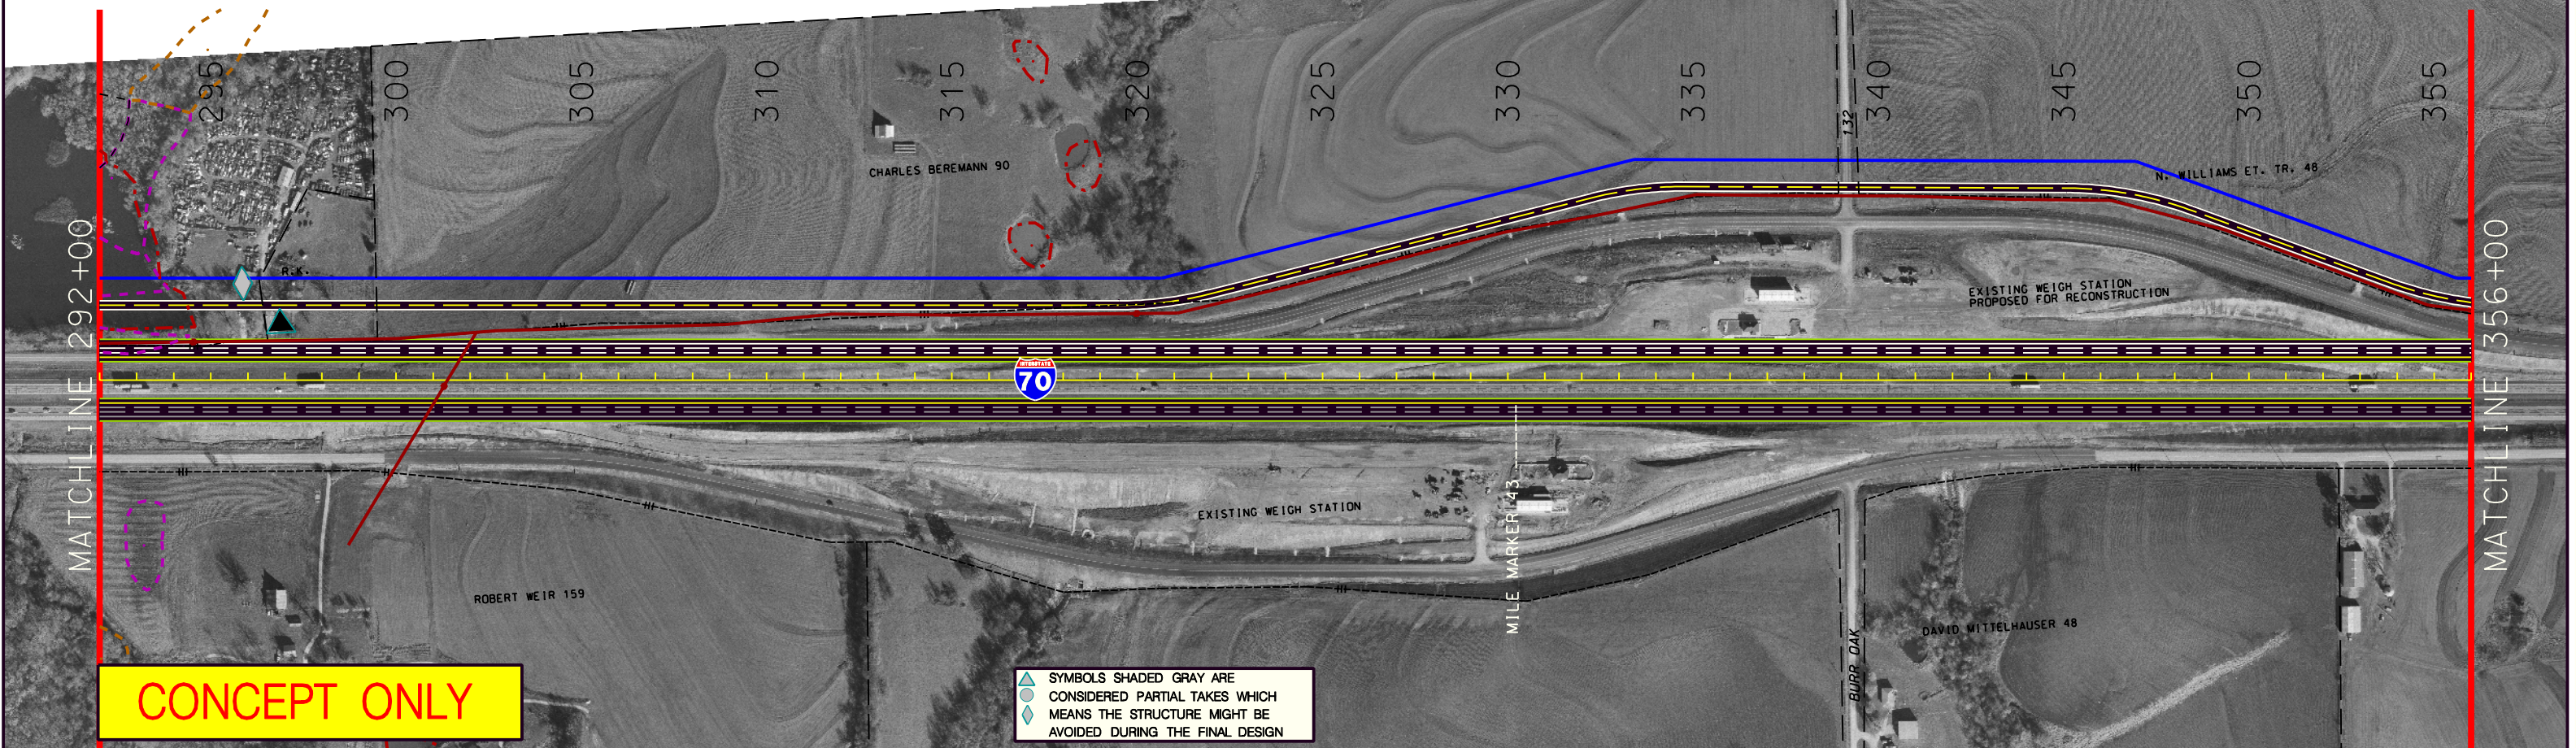 295
300
305
310
315
320
325
330
335
340
345
350
355
132
CHARLES BEREMANN 90
N. WILLIAMS ET. TR. 48
R.K.
MATCHLINE 292+00
EXISTING WEIGH STATION
PROPOSED FOR RECONSTRUCTION
INTERSTATE
70
MATCHLINE 356+00
EXISTING WEIGH STATION
MILE MARKER 43
ROBERT WEIR 159
DAVID MITTELHAUSER 48
BURR OAK
CONCEPT ONLY
SYMBOLS SHADED GRAY ARE
CONSIDERED PARTIAL TAKES WHICH
MEANS THE STRUCTURE MIGHT BE
AVOIDED DURING THE FINAL DESIGN